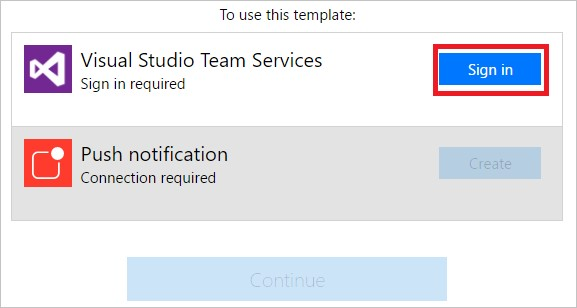 To use this template:
Visual Studio Team Services
Sign in required
Sign in
Push notification
Connection required
Create
Continue